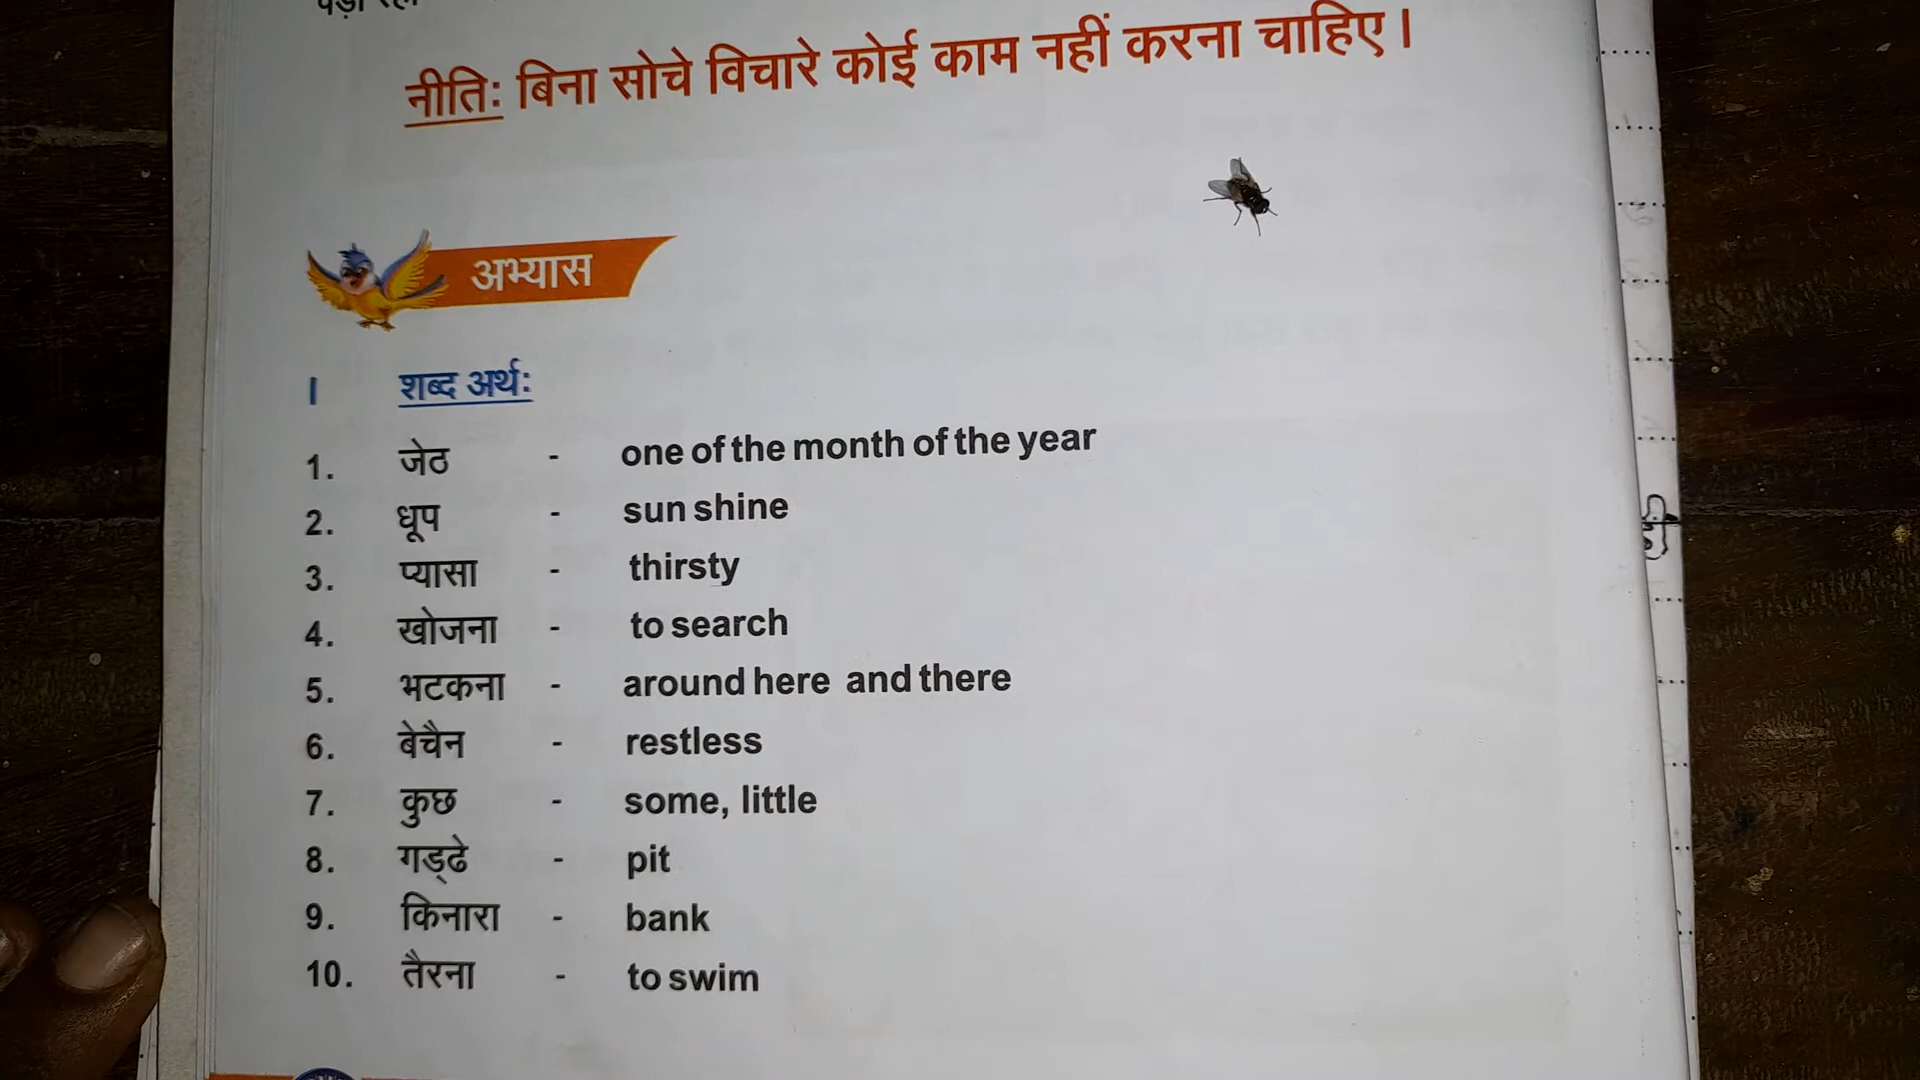 नीतिः बिना सोचे विचारे कोई काम नहीं करना चाहिए।
अभ्यास
I शब्द अर्थः
1. जेठ - one of the month of the year
2. धूप - sun shine
3. प्यासा - thirsty
4. खोजना - to search
5. भटकना - around here and there
6. बेचैन - restless
7. कुछ - some, little
8. गड्ढे - pit
9. किनारा - bank
10. तैरना - to swim